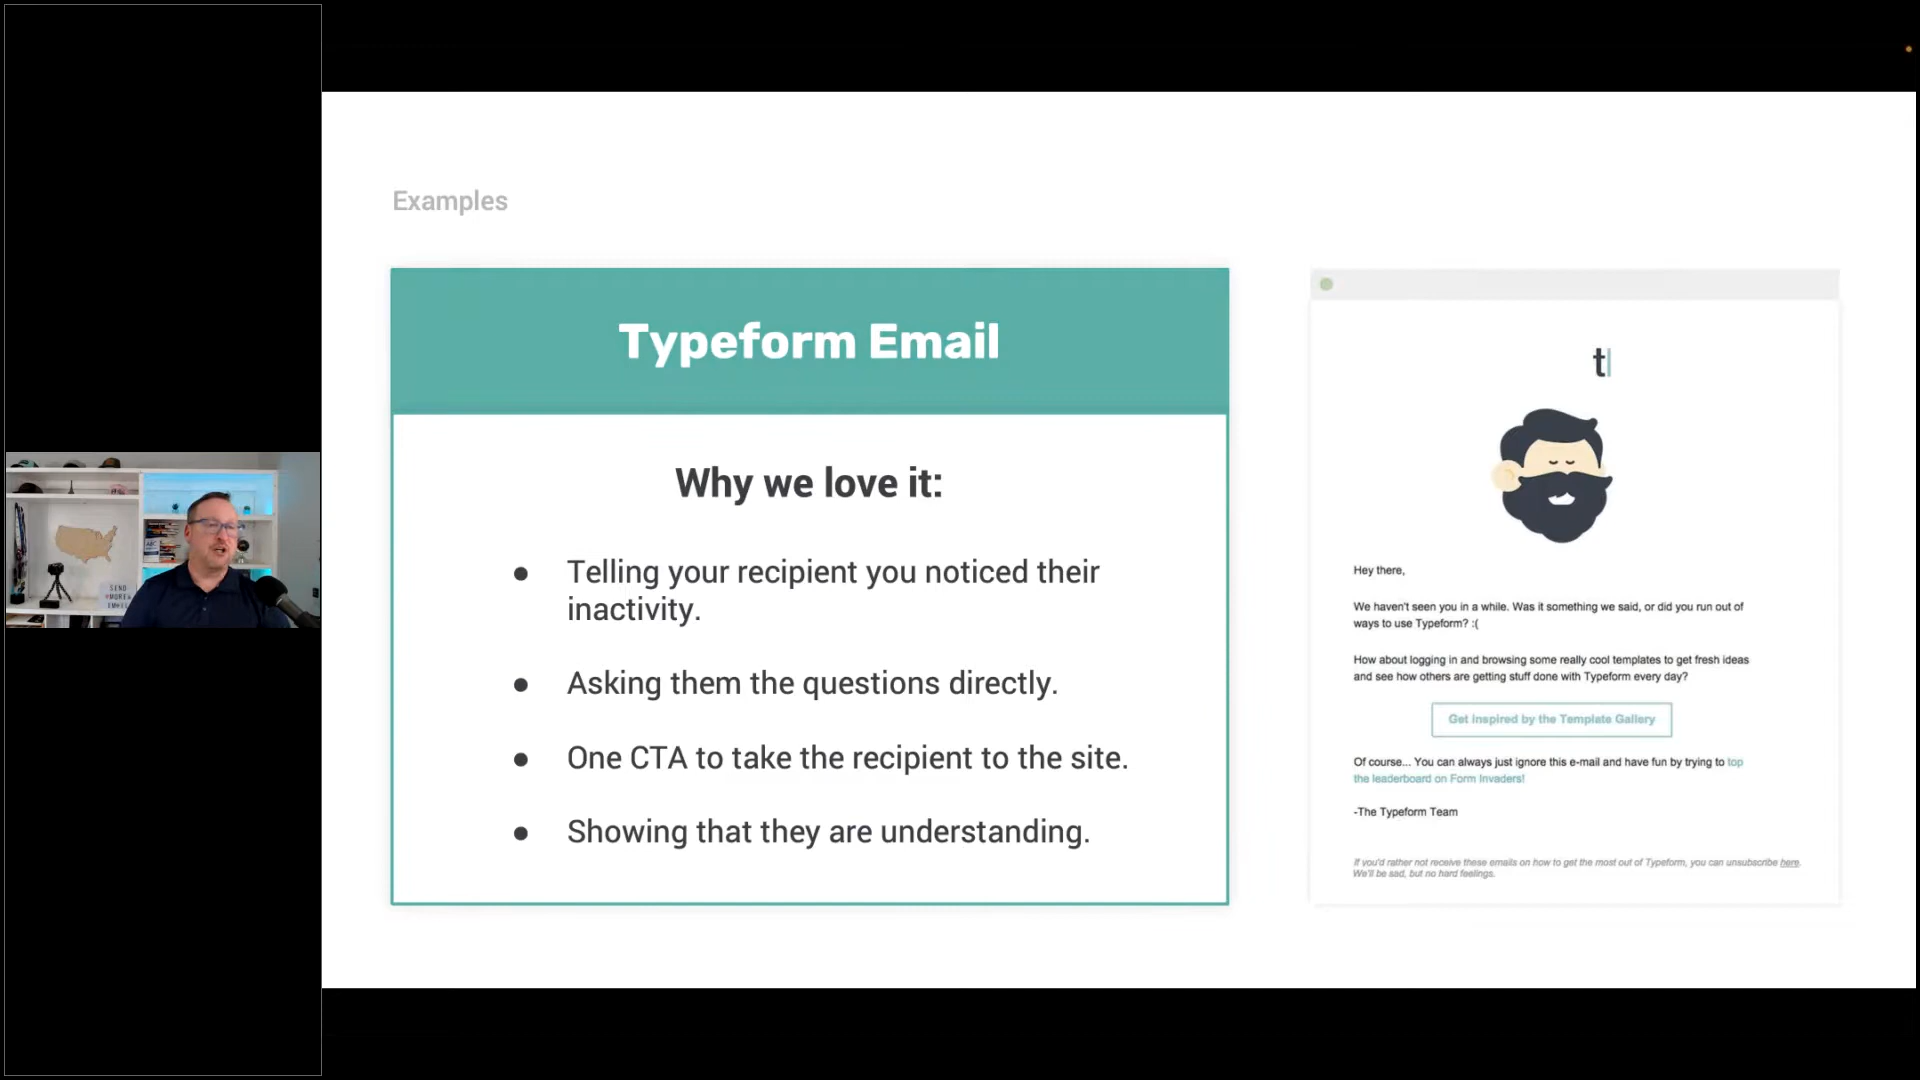 Examples
Typeform Email
Why we love it:
● Telling your recipient you noticed their
inactivity.
● Asking them the questions directly.
● One CTA to take the recipient to the site.
● Showing that they are understanding.
t
Hey there,
We haven't seen you in a while. Was it something we said, or did you run out of
ways to use Typeform? :(
How about logging in and browsing some really cool templates to get fresh ideas
and see how others are getting stuff done with Typeform every day?
Get Inspired by the Template Gallery
Of course... You can always just ignore this e-mail and have fun by trying to top
the leaderboard on Form Invaders!
-The Typeform Team
If you'd rather not receive these emails on how to get the most out of Typeform, you can unsubscribe here.
We'll be sad, but no hard feelings.
SEND
MORE